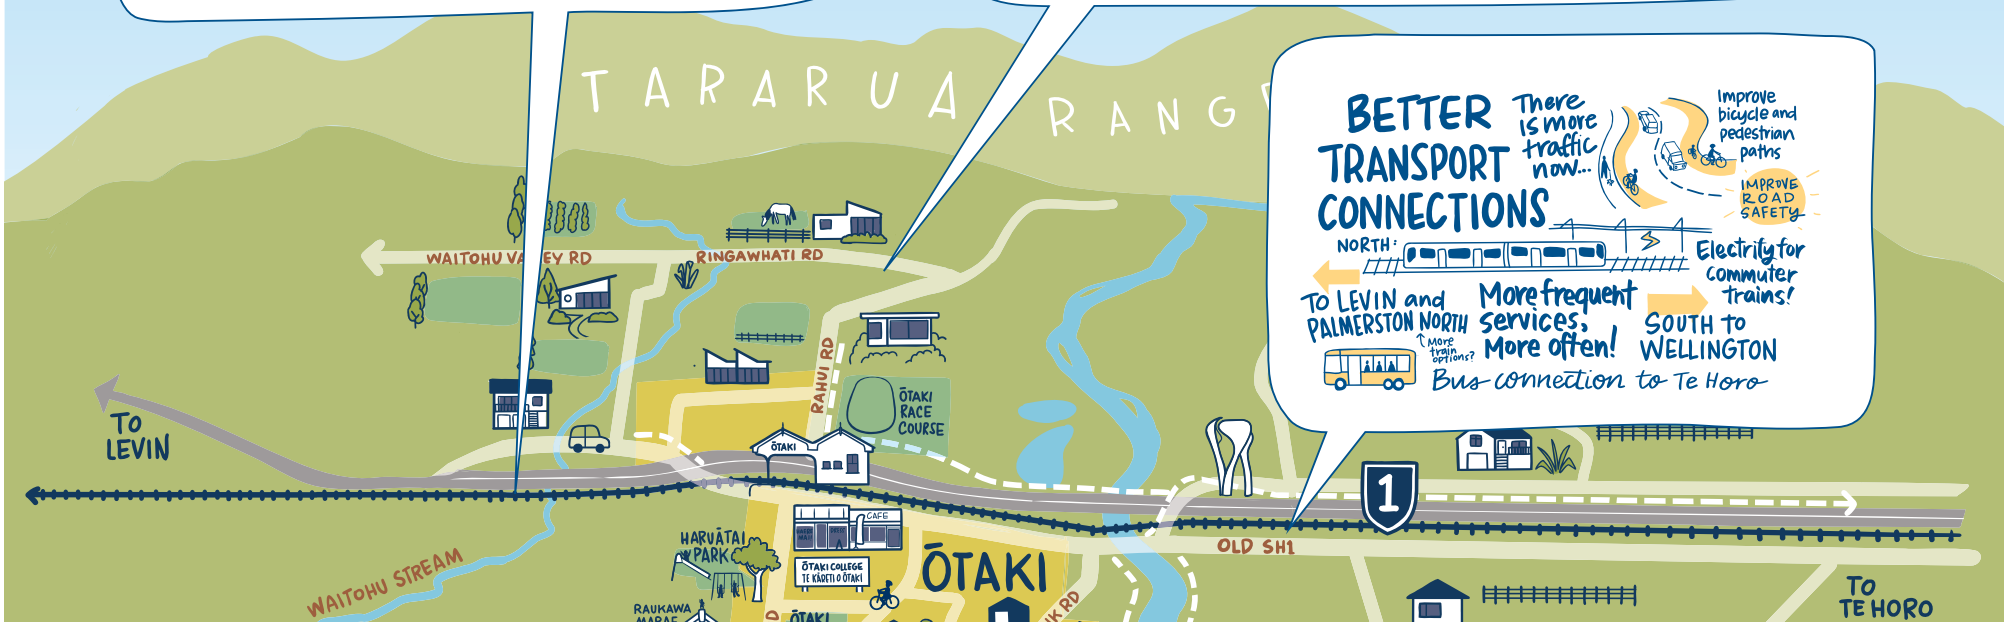 TARARUA RANG
BETTER
TRANSPORT
CONNECTIONS
There
is more
traffic
now...
Improve
bicycle and
pedestrian
paths
IMPROVE
ROAD
SAFETY
NORTH:
TO LEVIN and
PALMERSTON NORTH
↑ More
train
options?
More frequent
services,
More often!
Electrify for
commuter
trains!
SOUTH TO
WELLINGTON
Bus connection to Te Horo
WAITOHU VA EY RD
RINGAWHATI RD
RAHUI RD
ŌTAKI
RACE
COURSE
TO
LEVIN
ŌTAKI
1
OLD SH1
CAFE
HARUĀTAI
PARK
ŌTAKI COLLEGE
TE KĀRETI O ŌTAKI
ŌTAKI
WAITOHU STREAM
RAUKAWA
MARAE
ŌTAKI
RD
TO
TE HORO